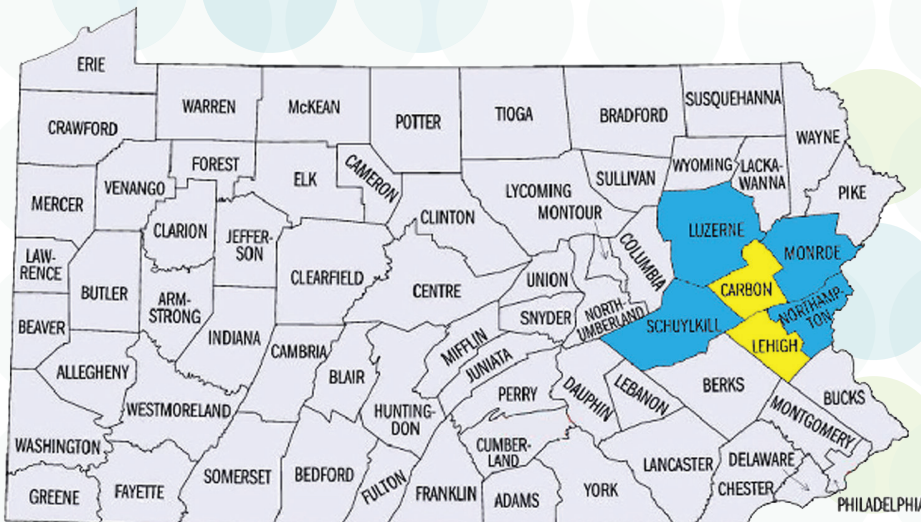 ERIE
CRAWFORD
WARREN
McKEAN
POTTER
TIOGA
BRADFORD
SUSQUEHANNA
WAYNE
MERCER
VENANGO
FOREST
ELK
CAMERON
CLINTON
LYCOMING
SULLIVAN
WYOMING
LACKA-
WANNA
PIKE
LAW-
RENCE
BUTLER
CLARION
JEFFER-
SON
CLEARFIELD
CENTRE
MONTOUR
UNION
COLUMBIA
LUZERNE
MONROE
CARBON
BEAVER
ARM-
STRONG
INDIANA
CAMBRIA
BLAIR
MIFFLIN
SNYDER
NORTH-
UMBERLAND
SCHUYLKILL
NORTHAMP-
TON
LEHIGH
ALLEGHENY
WESTMORELAND
HUNTING-
DON
JUNIATA
PERRY
DAUPHIN
LEBANON
BERKS
BUCKS
MONTGOMERY
WASHINGTON
GREENE
FAYETTE
SOMERSET
BEDFORD
FULTON
FRANKLIN
CUMBER-
LAND
ADAMS
YORK
LANCASTER
DELAWARE
CHESTER
PHILADELPHIA